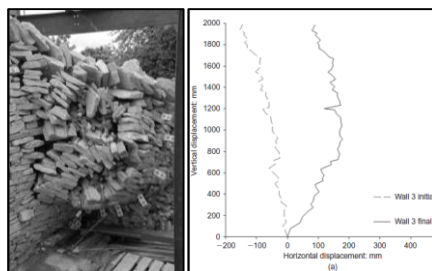 2000
1800
1600
1400
1200
1000
800
600
400
200
0
Vertical displacement: mm
−200 −100 0 100 200 300 400
Wall 3 initial
Wall 3 final
Horizontal displacement: mm
(a)